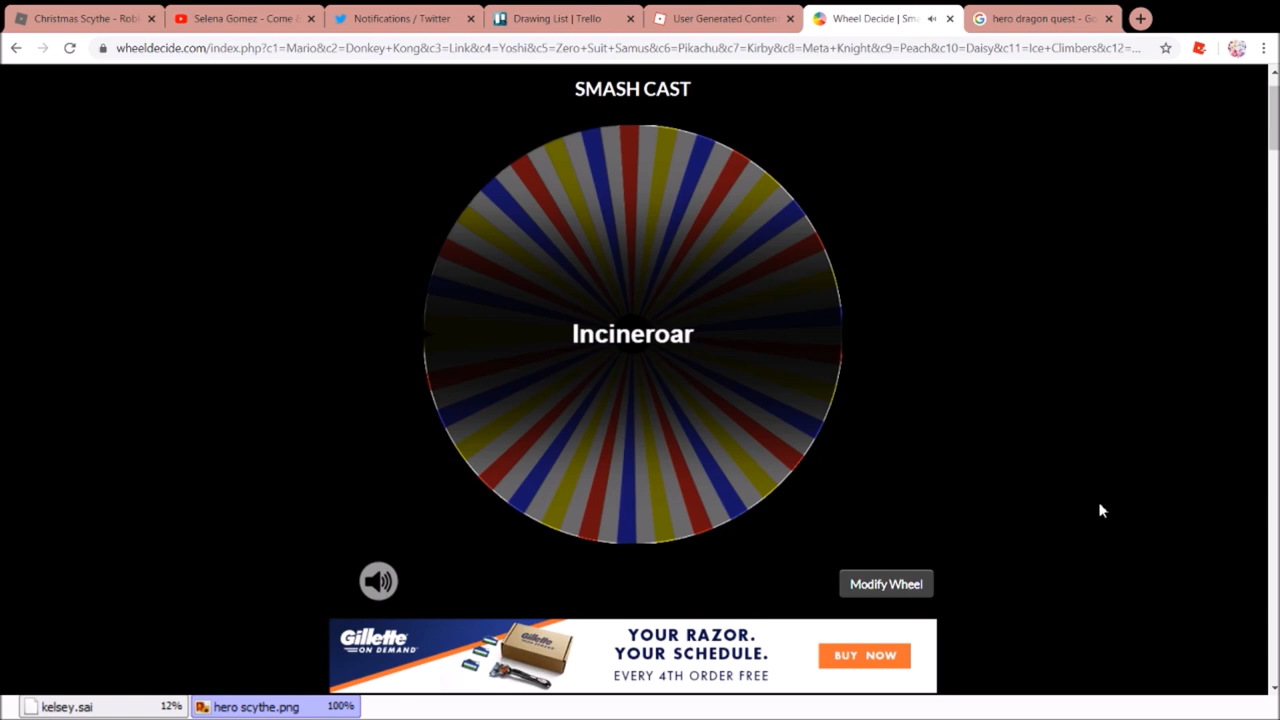 Christmas Scythe - Rob
Selena Gomez - Come &
Notifications / Twitter
Drawing List | Trello
User Generated Conten
Wheel Decide | Sma
hero dragon quest - Go
wheeldecide.com/index.php?c1=Mario&c2=Donkey+Kong&c3=Link&c4=Yoshi&c5=Zero+Suit+Samus&c6=Pikachu&c7=Kirby&c8=Meta+Knight&c9=Peach&c10=Daisy&c11=Ice+Climbers&c12=...
SMASH CAST
Incineroar
Modify Wheel
Gillette
ON DEMAND
YOUR RAZOR.
YOUR SCHEDULE.
EVERY 4TH ORDER FREE
BUY NOW
kelsey.sai 12%
hero scythe.png 100%